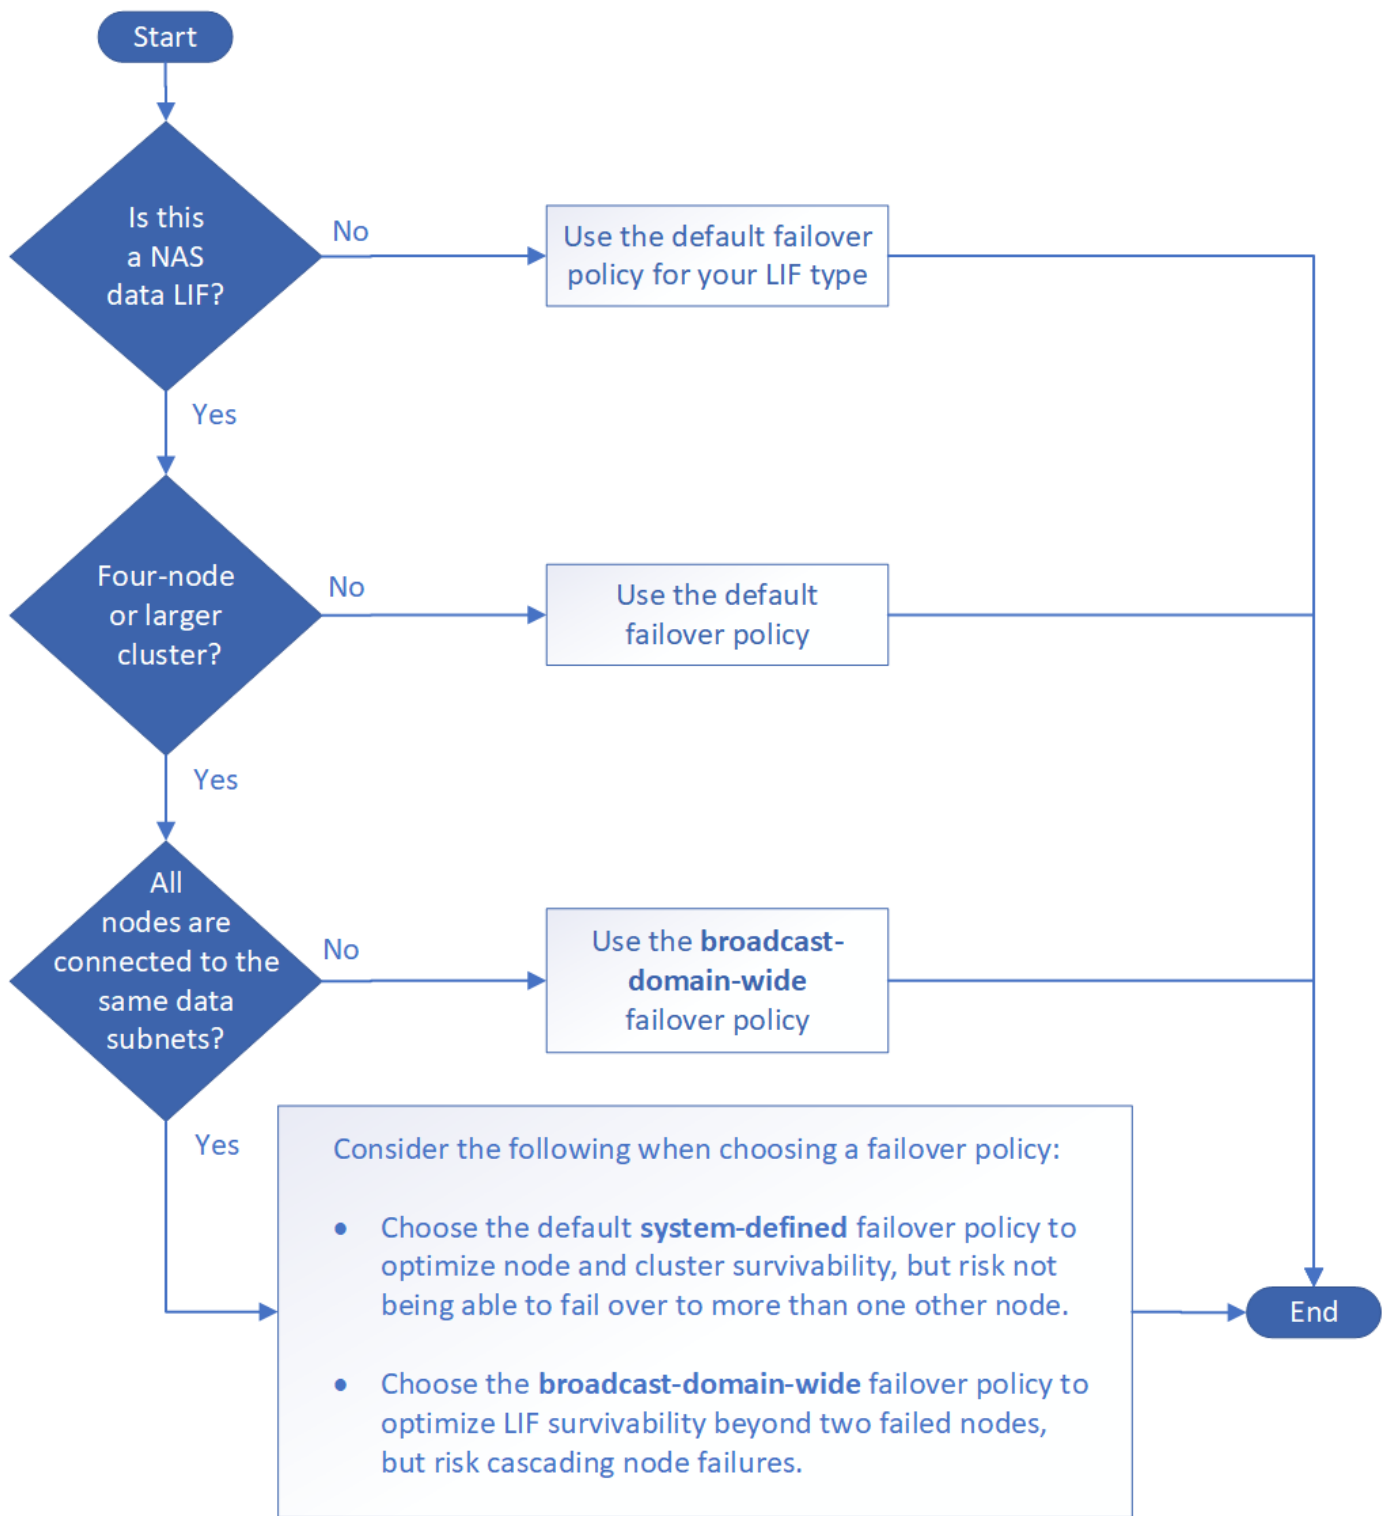 Start
Is this
a NAS
data LIF?
No
Use the default failover
policy for your LIF type
Yes
Four-node
or larger
cluster?
No
Use the default
failover policy
Yes
All
nodes are
connected to the
same data
subnets?
No
Use the broadcast-
domain-wide
failover policy
Yes
Consider the following when choosing a failover policy:
• Choose the default system-defined failover policy to
optimize node and cluster survivability, but risk not
being able to fail over to more than one other node.
• Choose the broadcast-domain-wide failover policy to
optimize LIF survivability beyond two failed nodes,
but risk cascading node failures.
End